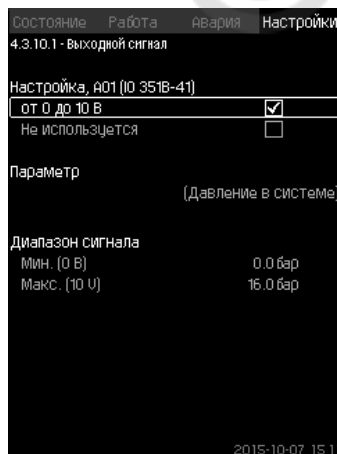 Состояние Работа Авария Настройки
4.3.10.1 - Выходной сигнал
Настройка, AO1 (IO 351B-41)
от 0 до 10 В
Не используется
Параметр
(Давление в системе)
Диапазон сигнала
Мин. (0 В) 0.0 бар
Макс. (10 V) 16.0 бар
2015-10-07 15:1